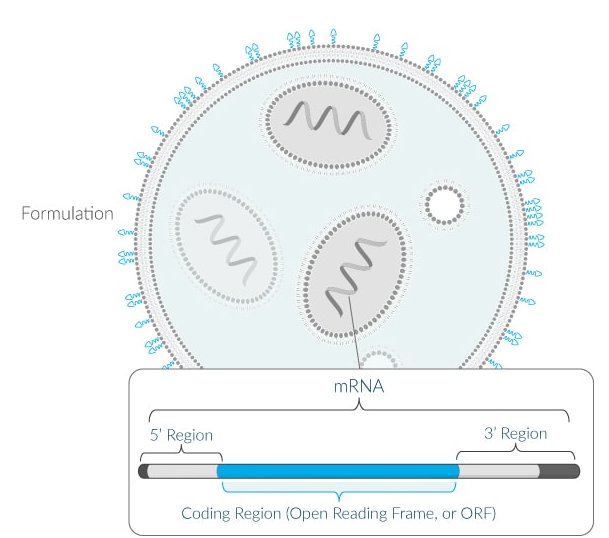 Formulation
mRNA
5' Region
3’ Region
Coding Region (Open Reading Frame, or ORF)